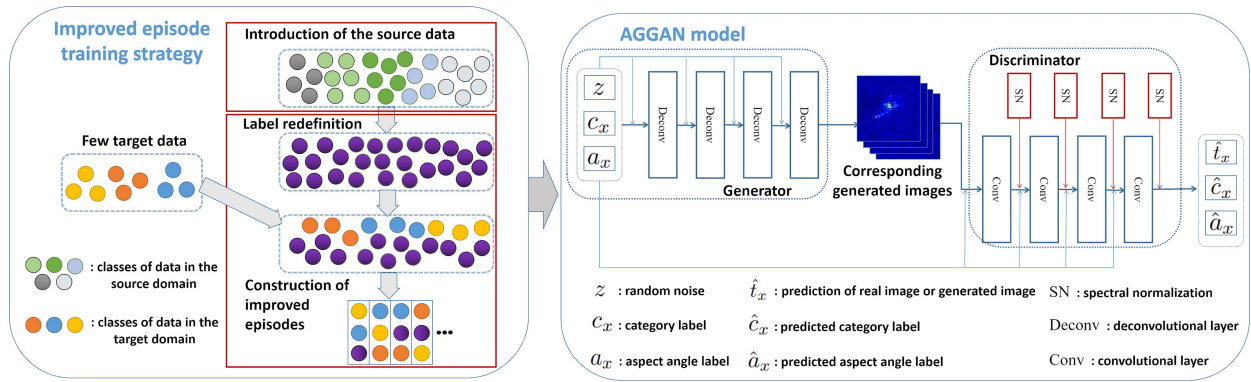 Improved episode
training strategy
Introduction of the source data
Label redefinition
Few target data
: classes of data in the
source domain
: classes of data in the
target domain
Construction of
improved
episodes
...
AGGAN model
z
c_x
a_x
Deconv
Deconv
Deconv
Deconv
Generator
Corresponding
generated images
Discriminator
SN
SN
SN
SN
Conv
Conv
Conv
Conv
t̂_x
ĉ_x
â_x
z : random noise
t̂_x : prediction of real image or generated image
SN : spectral normalization
c_x : category label
ĉ_x : predicted category label
Deconv : deconvolutional layer
a_x : aspect angle label
â_x : predicted aspect angle label
Conv : convolutional layer